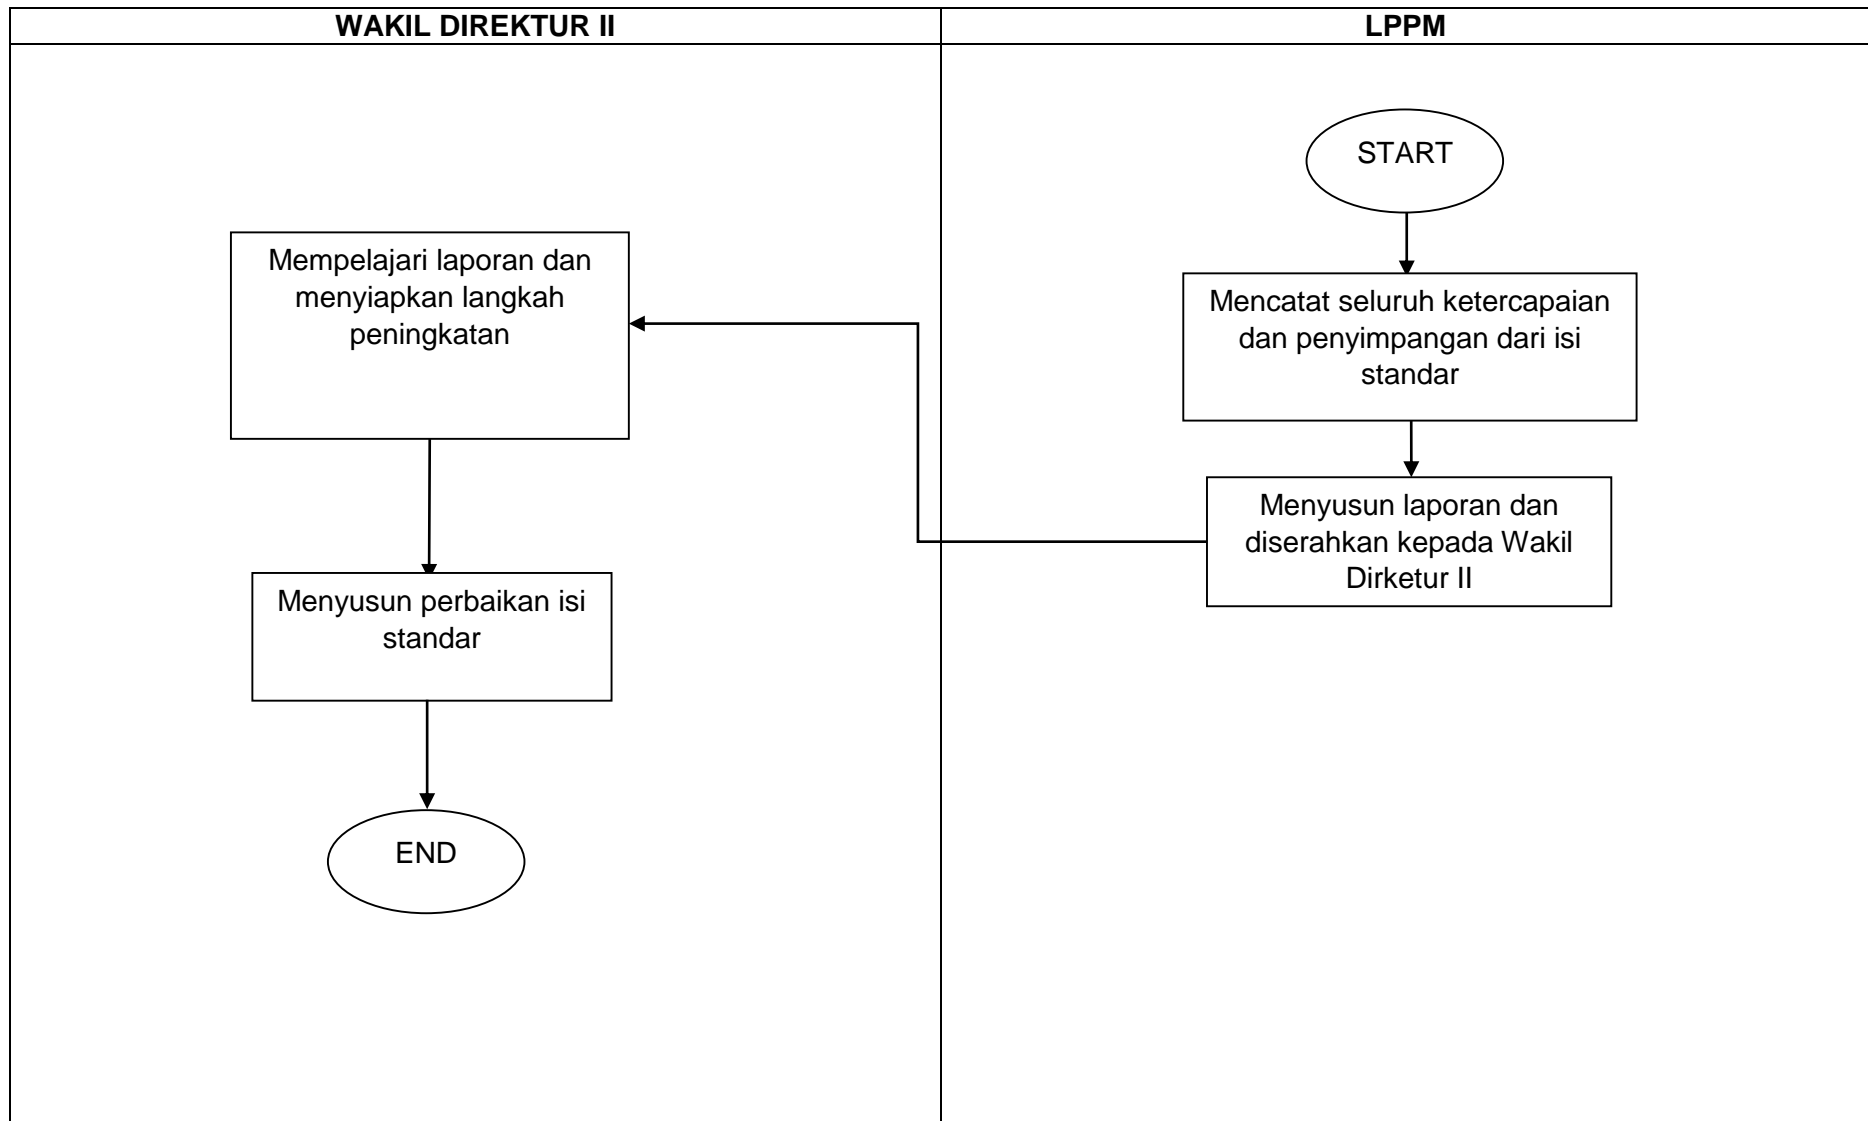 WAKIL DIREKTUR II
LPPM
START
Mencatat seluruh ketercapaian
dan penyimpangan dari isi
standar
Menyusun laporan dan
diserahkan kepada Wakil
Dirketur II
Mempelajari laporan dan
menyiapkan langkah
peningkatan
Menyusun perbaikan isi
standar
END